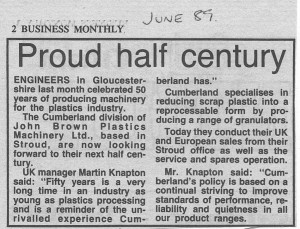 JUNE 89.
2 BUSINESS MONTHLY
Proud half century
ENGINEERS in Gloucester-
shire last month celebrated 50
years of producing machinery
for the plastics industry.
The Cumberland division of
John Brown Plastics
Machinery Ltd., based in
Stroud, are now looking
forward to their next half cen-
tury.
UK manager Martin Knapton
said: "Fifty years is a very
long time in an industry as
young as plastics processing
and is a reminder of the un-
rivalled experience Cum-
berland has."
Cumberland specialises in
reducing scrap plastic into a
reprocessable form by pro-
ducing a range of granulators.
Today they conduct their UK
and European sales from their
Stroud office as well as the
service and spares operation.
Mr. Knapton said: "Cum-
berland's policy is based on a
continual striving to improve
standards of performance, re-
liability and quietness in all
our product ranges.